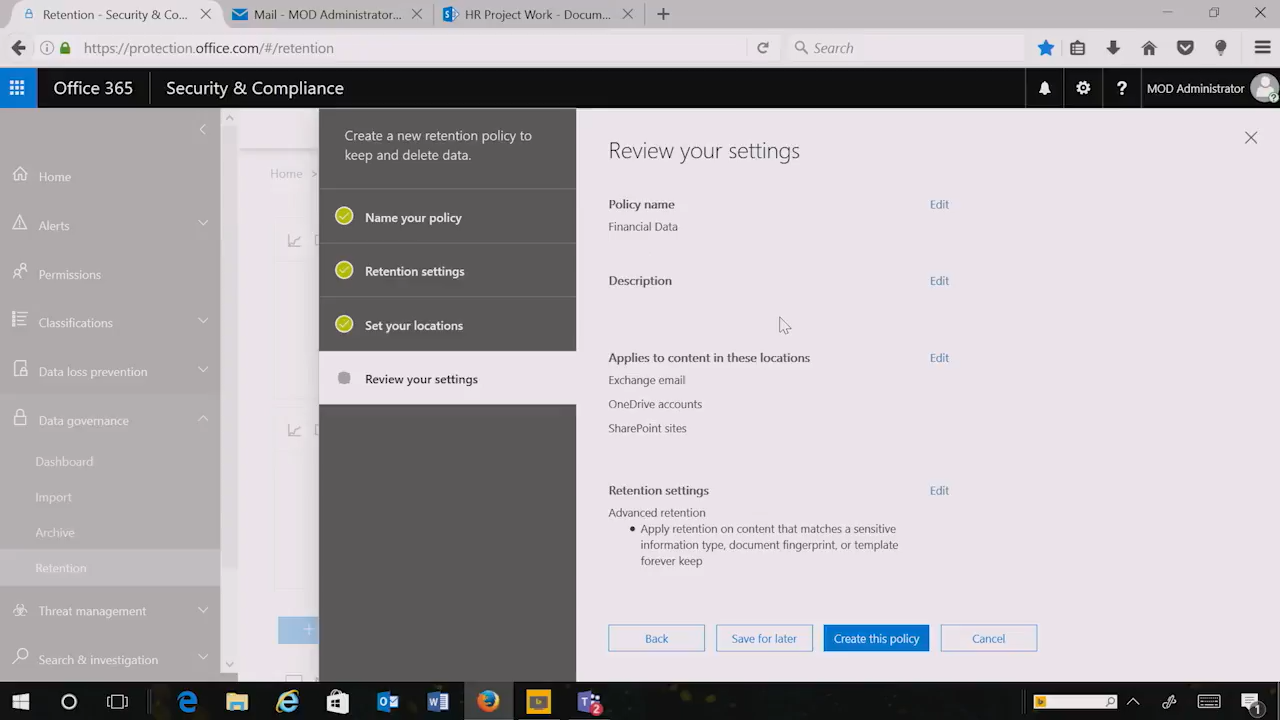 Retention - Security & Co...
Mail - MOD Administrator...
HR Project Work - Docum...
https://protection.office.com/#/retention
Search
Office 365
Security & Compliance
MOD Administrator
Home
Alerts
Permissions
Classifications
Data loss prevention
Data governance
Dashboard
Import
Archive
Retention
Threat management
Search & investigation
Home >
Create a new retention policy to
keep and delete data.
Name your policy
Retention settings
Set your locations
Review your settings
Review your settings
Policy name
Edit
Financial Data
Description
Edit
Applies to content in these locations
Edit
Exchange email
OneDrive accounts
SharePoint sites
Retention settings
Edit
Advanced retention
• Apply retention on content that matches a sensitive
information type, document fingerprint, or template
forever keep
Back
Save for later
Create this policy
Cancel
2
1